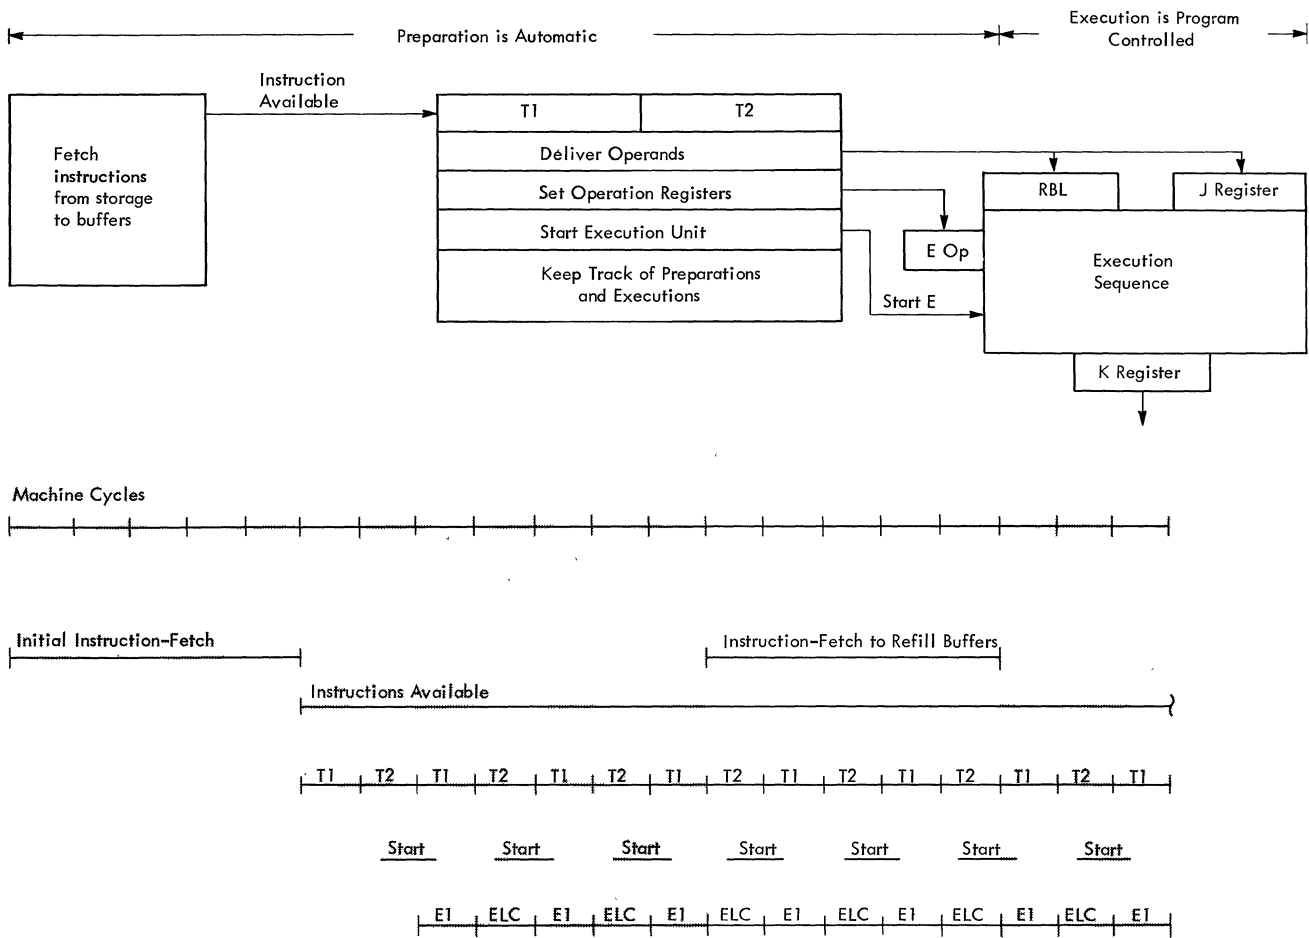 Preparation is Automatic
Execution is Program
Controlled
Instruction
Available
Fetch
instructions
from storage
to buffers
T1 T2
Deliver Operands
Set Operation Registers
Start Execution Unit
Keep Track of Preparations
and Executions
RBL
J Register
E Op
Execution
Sequence
Start E
K Register
Machine Cycles
Initial Instruction-Fetch
Instruction-Fetch to Refill Buffers
Instructions Available
T1 T2 T1 T2 T1 T2 T1 T2 T1 T2 T1 T2 T1 T2 T1
Start Start Start Start Start Start Start
E1 ELC E1 ELC E1 ELC E1 ELC E1 ELC E1 ELC E1